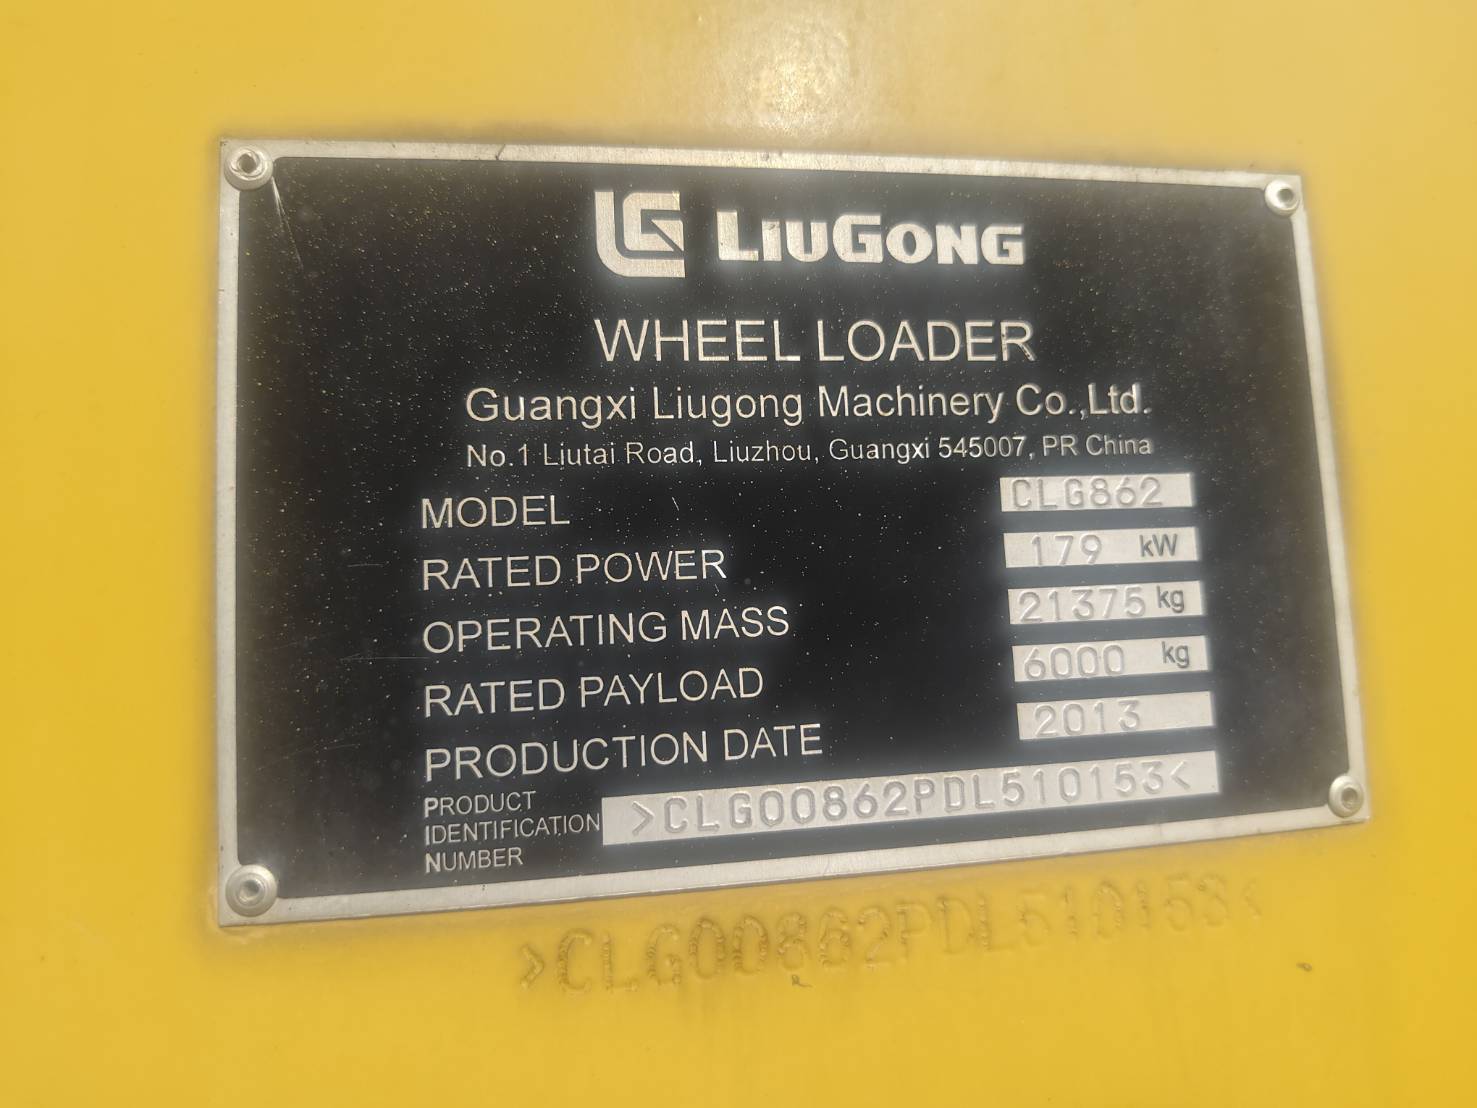 LG LIUGONG
WHEEL LOADER
Guangxi Liugong Machinery Co.,Ltd.
No.1 Liutai Road, Liuzhou, Guangxi 545007, PR China
MODEL CLG862
RATED POWER 179 kW
OPERATING MASS 21375 kg
RATED PAYLOAD 6000 kg
PRODUCTION DATE 2013
PRODUCT
IDENTIFICATION >CLG00862PDL510153<
NUMBER
>CLG00862PDL510153<